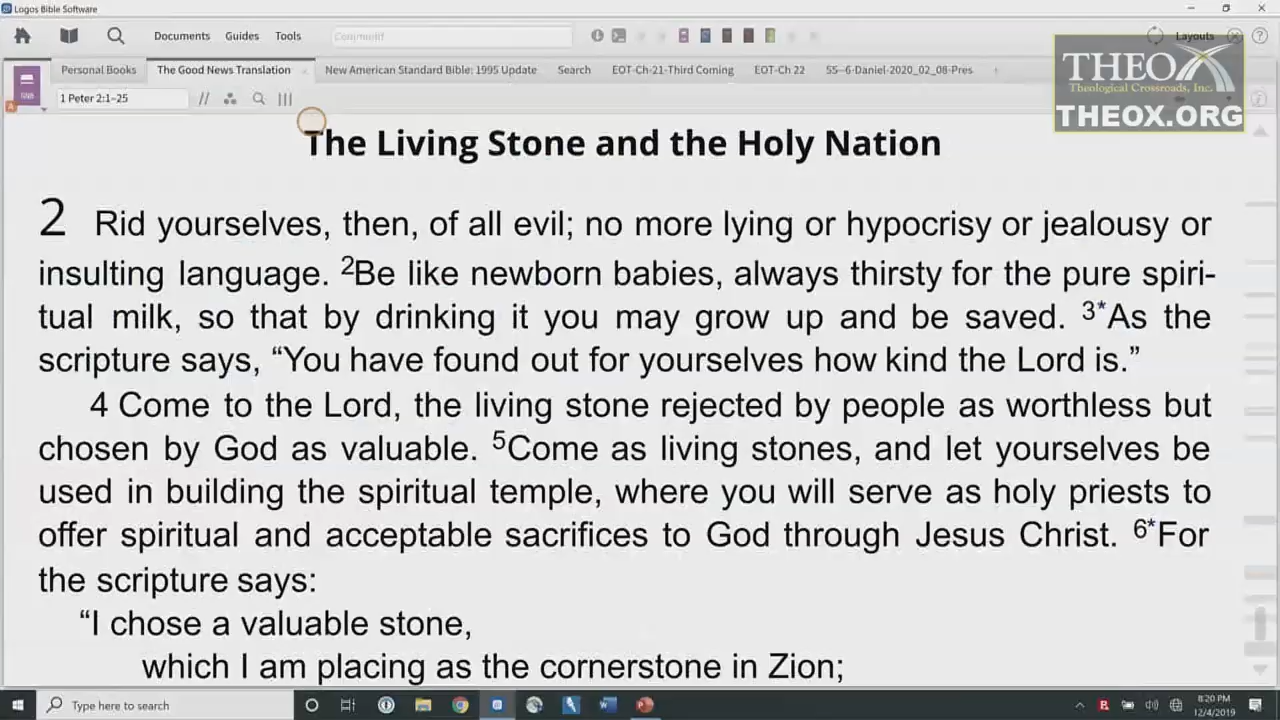 Logos Bible Software
Documents Guides Tools Command Layouts
Personal Books The Good News Translation New American Standard Bible: 1995 Update Search EOT-Ch-21-Third Coming EOT-Ch 22 55--6-Daniel-2020_02_08-Pres
GNB
A
1 Peter 2:1–25
THEOX
Theological Crossroads, Inc.
THEOX.ORG
The Living Stone and the Holy Nation
2 Rid yourselves, then, of all evil; no more lying or hypocrisy or jealousy or
insulting language. 2Be like newborn babies, always thirsty for the pure spiri-
tual milk, so that by drinking it you may grow up and be saved. 3*As the
scripture says, “You have found out for yourselves how kind the Lord is.”
4 Come to the Lord, the living stone rejected by people as worthless but
chosen by God as valuable. 5Come as living stones, and let yourselves be
used in building the spiritual temple, where you will serve as holy priests to
offer spiritual and acceptable sacrifices to God through Jesus Christ. 6*For
the scripture says:
“I chose a valuable stone,
which I am placing as the cornerstone in Zion;
Type here to search
8:20 PM
12/4/2019